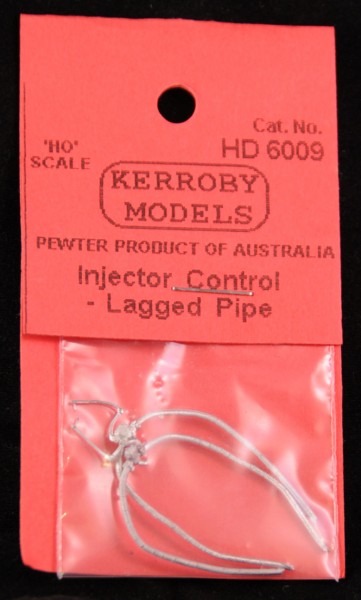 Cat. No.
'HO'
SCALE
HD 6009
KERROBY
MODELS
PEWTER PRODUCT OF AUSTRALIA
Injector Control
- Lagged Pipe